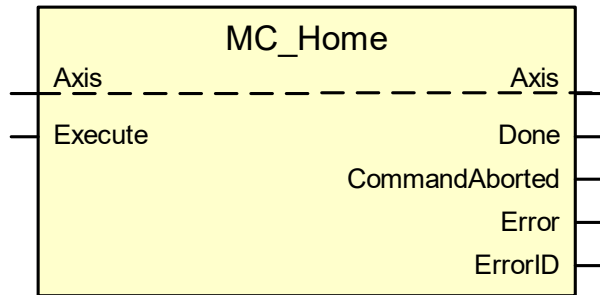 MC_Home
Axis Axis
Execute Done
CommandAborted
Error
ErrorID